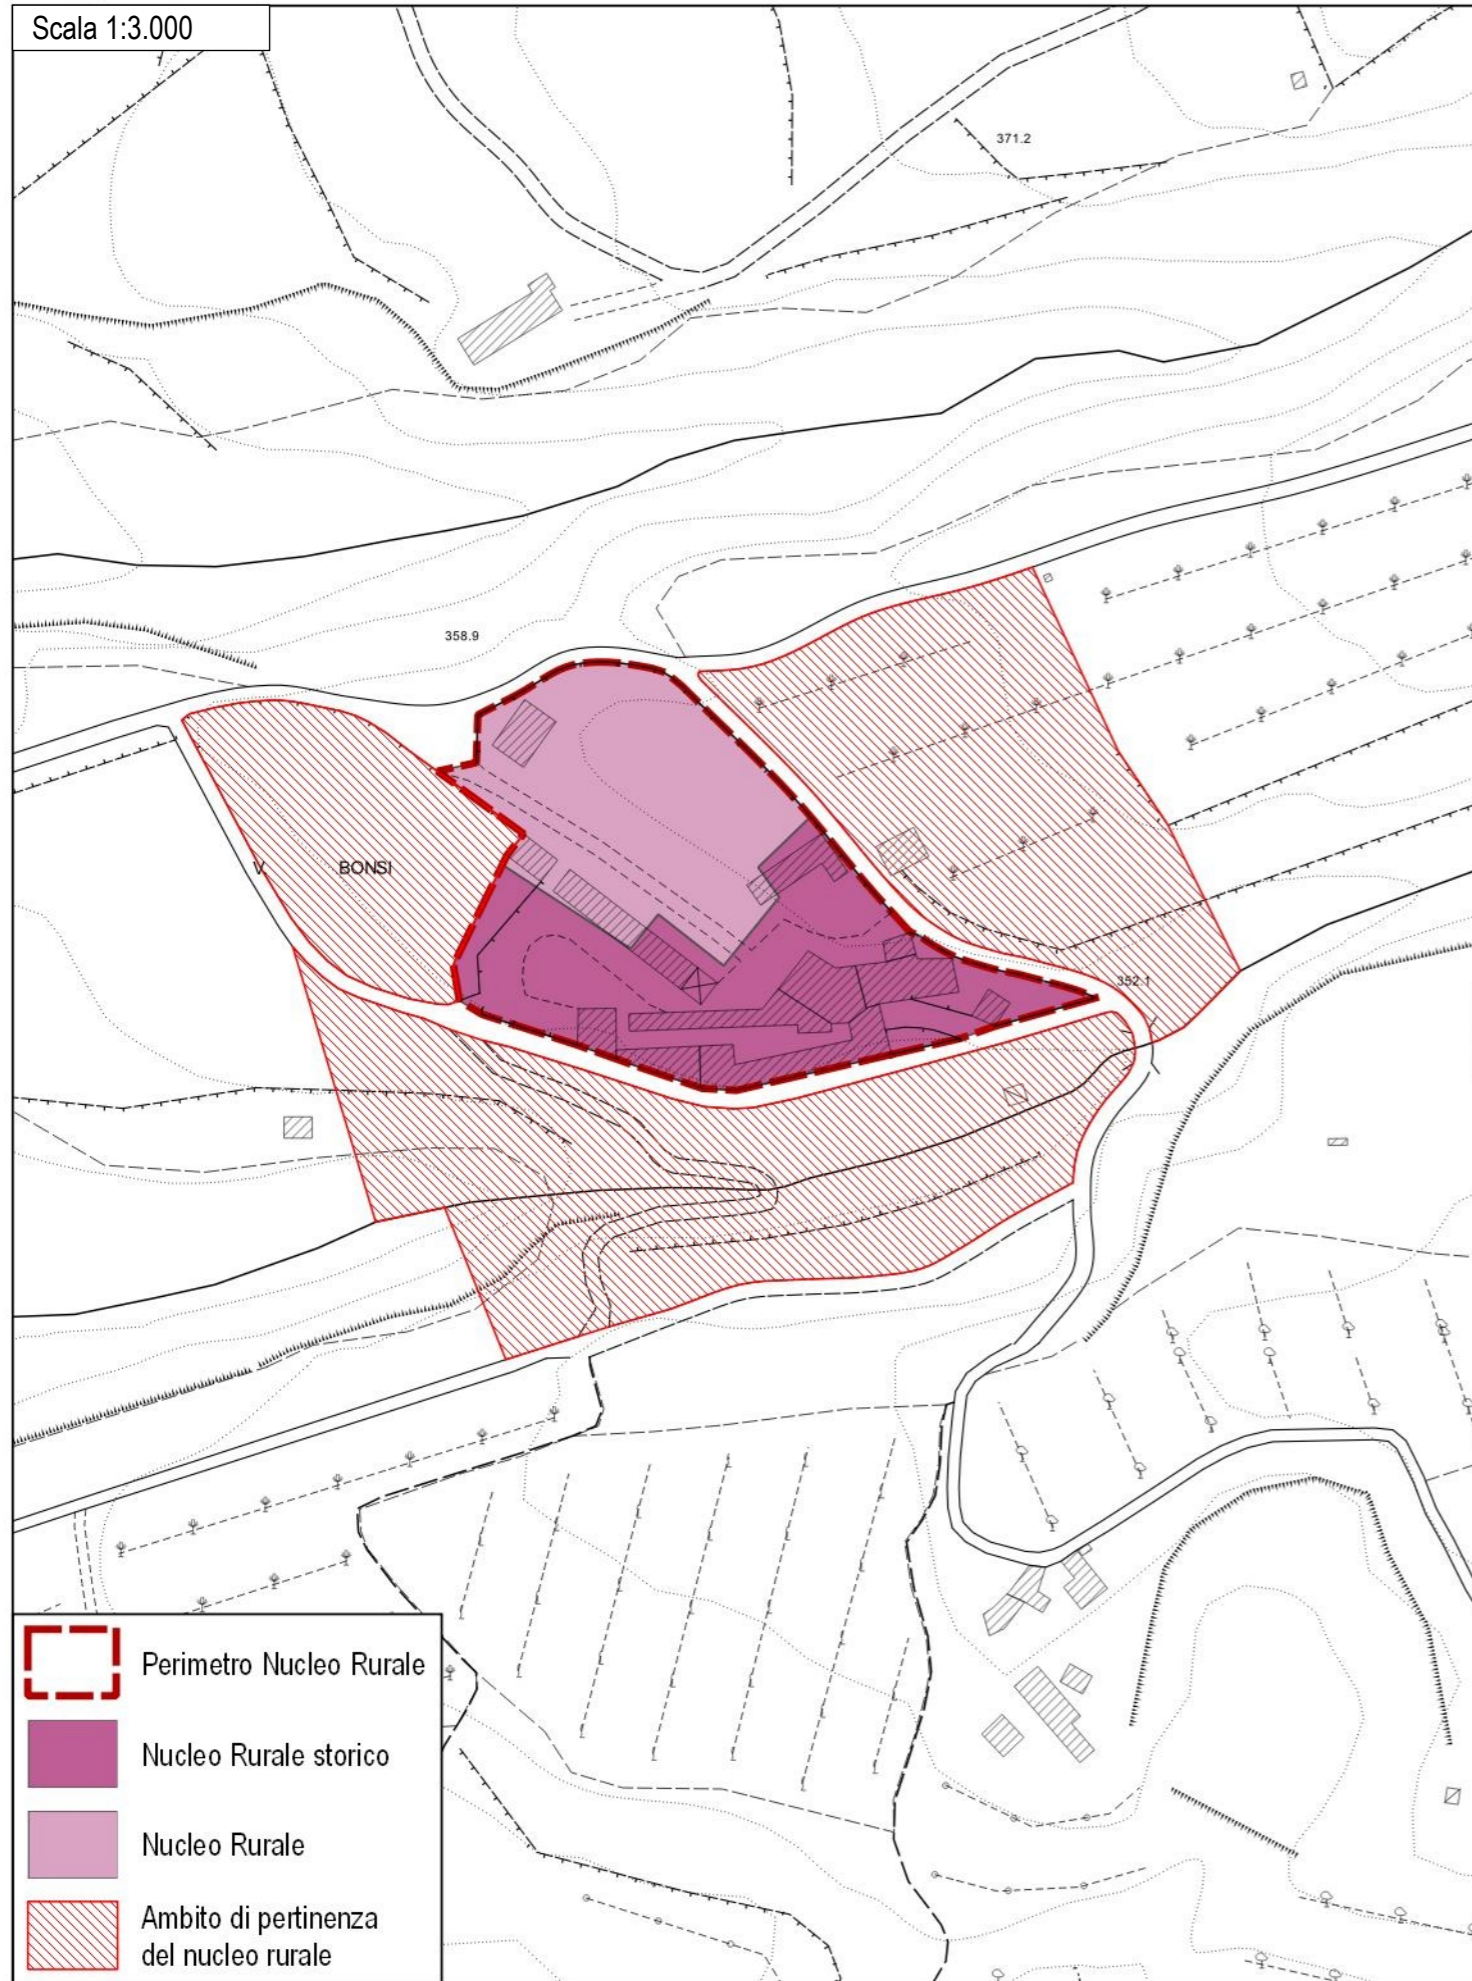 Scala 1:3.000
371.2
358.9
V. BONSI
352.1
Perimetro Nucleo Rurale
Nucleo Rurale storico
Nucleo Rurale
Ambito di pertinenza
del nucleo rurale